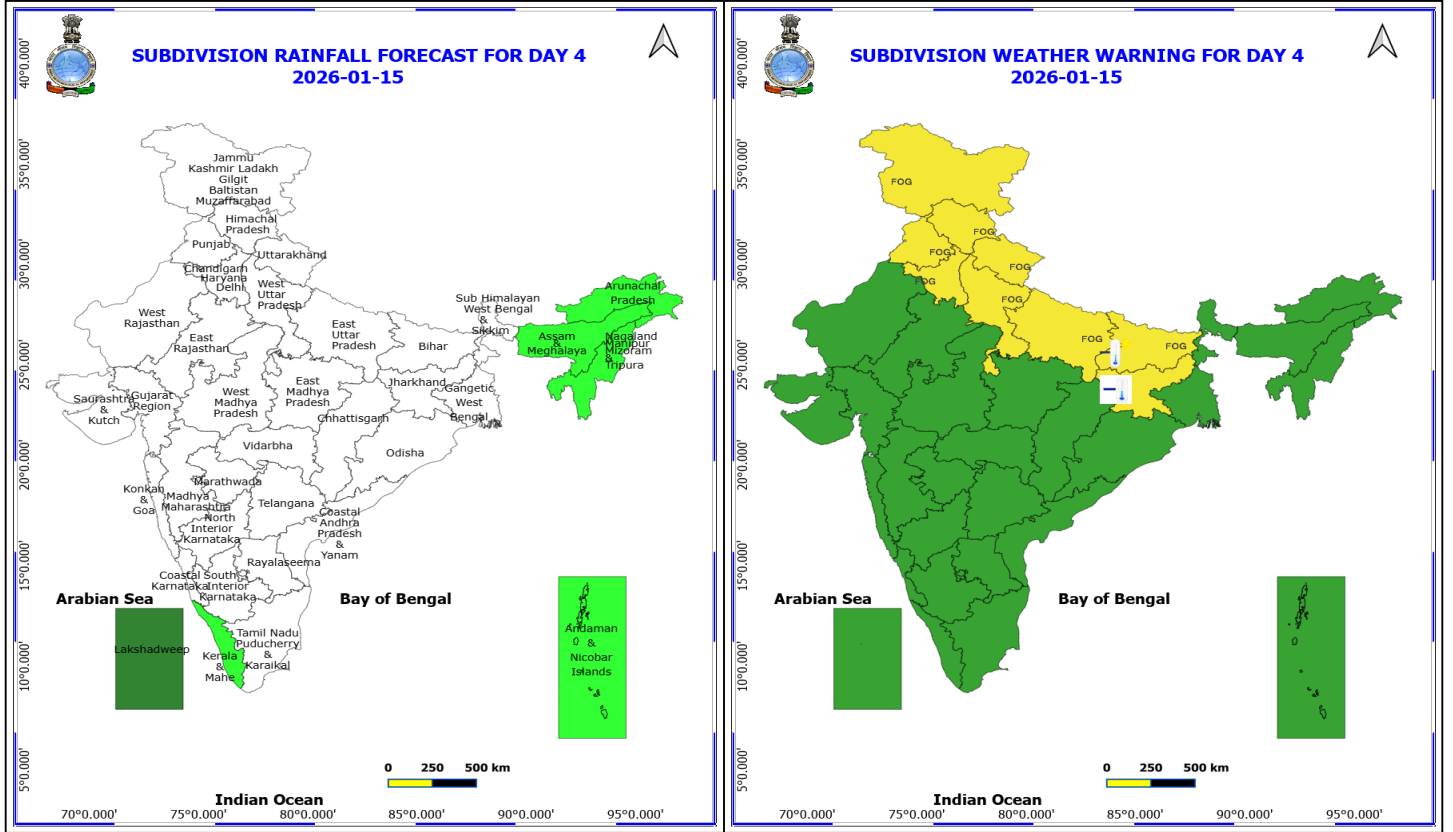 SUBDIVISION RAINFALL FORECAST FOR DAY 4
2026-01-15
40°0.000'
35°0.000'
30°0.000'
25°0.000'
20°0.000'
15°0.000'
10°0.000'
5°0.000'
Jammu
Kashmir Ladakh
Gilgit
Baltistan
Muzaffarabad
Himachal
Pradesh
Punjab
Uttarakhand
Chandigarh
Haryana
Delhi
West
Uttar
Pradesh
Arunachal
Pradesh
Sub Himalayan
West Bengal
&
Sikkim
West
Rajasthan
East
Rajasthan
East
Uttar
Pradesh
Bihar
Assam
&
Meghalaya
Nagaland
Manipur
Mizoram
&
Tripura
Saurashtra
&
Kutch
Gujarat
Region
West
Madhya
Pradesh
East
Madhya
Pradesh
Jharkhand
Gangetic
West
Bengal
Chhattisgarh
Vidarbha
Odisha
Konkan
&
Goa
Marathwada
Madhya
Maharashtra
Telangana
North
Interior
Karnataka
Coastal
Andhra
Pradesh
&
Yanam
Rayalaseema
Coastal
Karnataka
South
Interior
Karnataka
Arabian Sea
Bay of Bengal
Lakshadweep
Kerala
&
Mahe
Tamil Nadu
Puducherry
&
Karaikal
Andaman
&
Nicobar
Islands
0 250 500 km
Indian Ocean
70°0.000' 75°0.000' 80°0.000' 85°0.000' 90°0.000' 95°0.000'
SUBDIVISION WEATHER WARNING FOR DAY 4
2026-01-15
40°0.000'
35°0.000'
30°0.000'
25°0.000'
20°0.000'
15°0.000'
10°0.000'
5°0.000'
FOG
FOG
FOG
FOG
FOG
FOG
FOG
FOG
Arabian Sea
Bay of Bengal
0 250 500 km
Indian Ocean
70°0.000' 75°0.000' 80°0.000' 85°0.000' 90°0.000' 95°0.000'